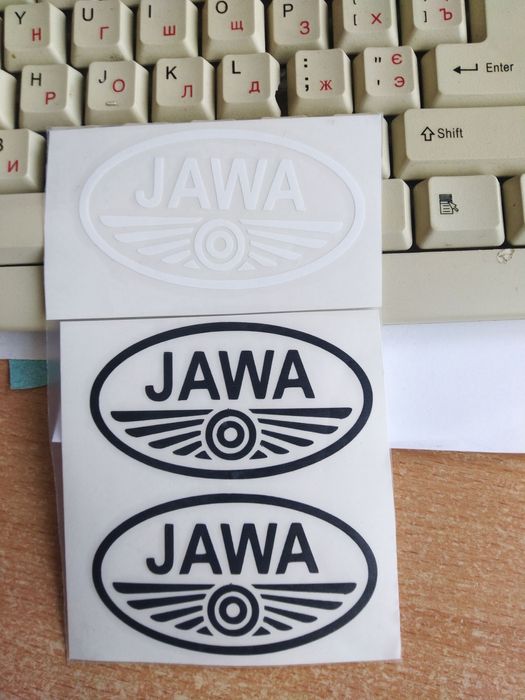 Y Н U Г I Ш O Щ P З { [ Х } ] Ъ
H Р J О K Л L Д : ; Ж " ' Є Э Enter
И Shift
JAWA
JAWA
JAWA